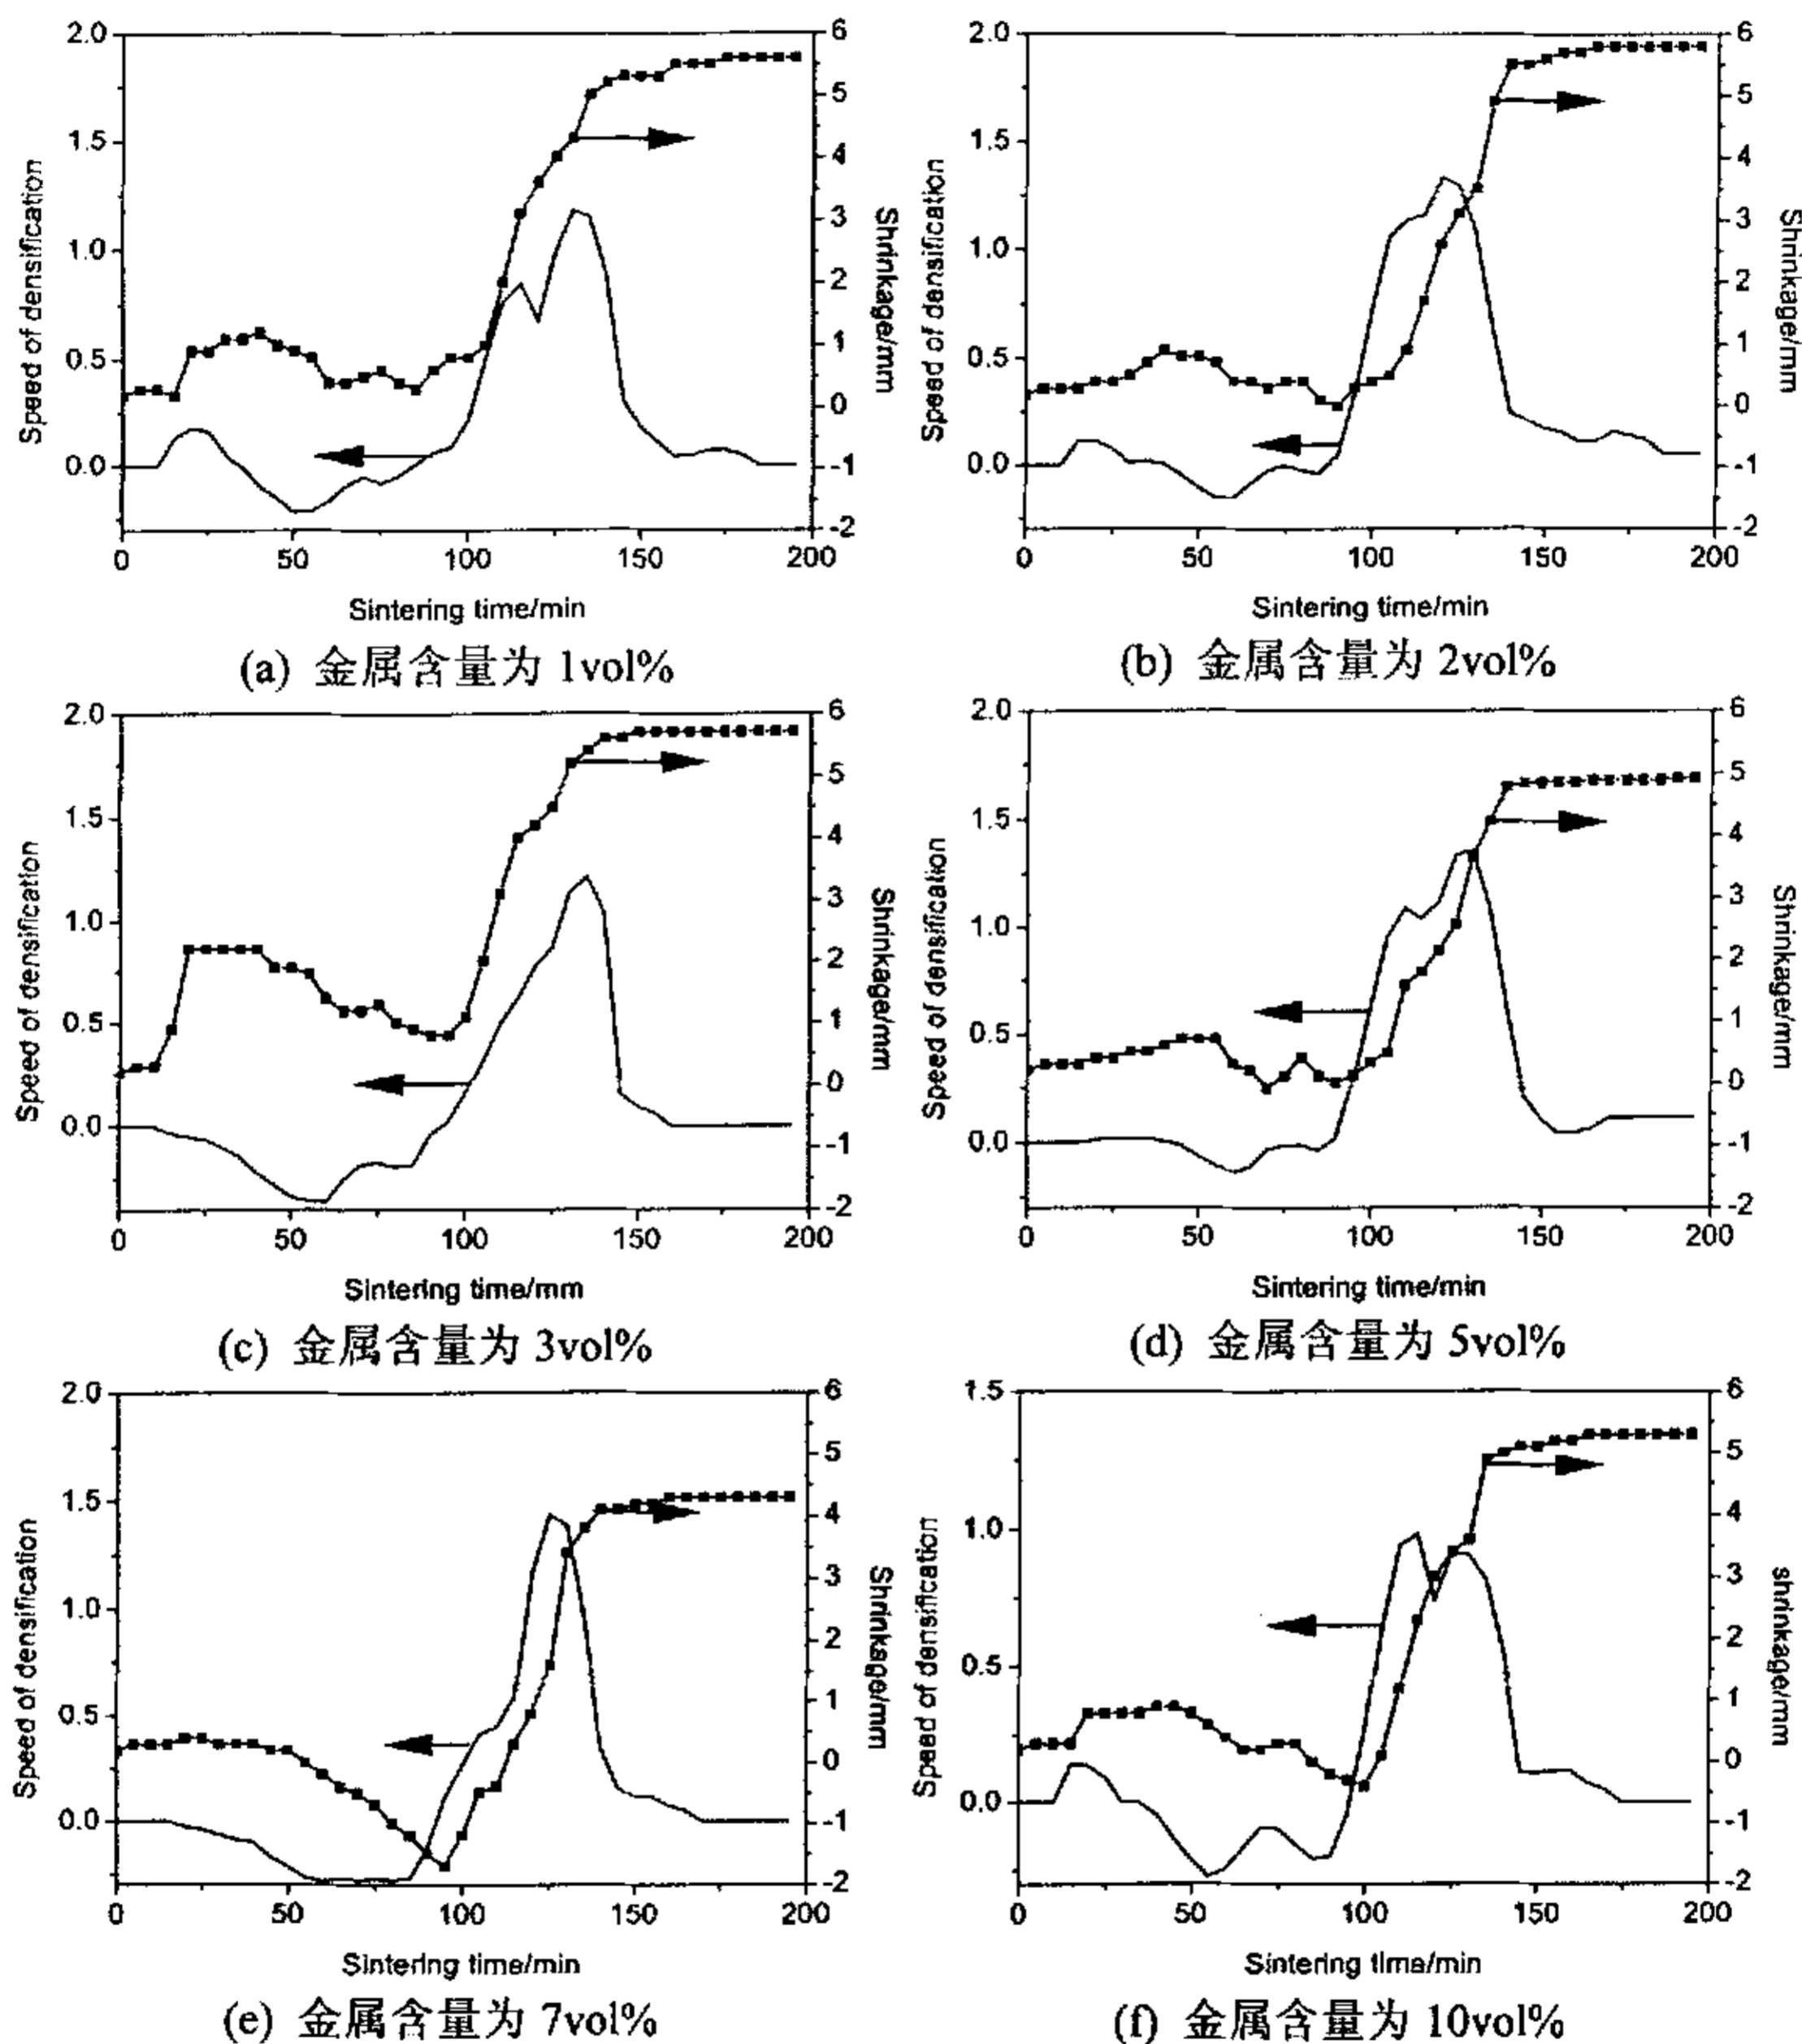 2.0 6 2.0 6
5 5
1.5 1.5
4 4
1.0 3 1.0 3
2 2
0.5 1 0.5 1
0 0
0.0 -1 0.0 -1
-2 -2
0 50 100 150 200 0 50 100 150 200
Speed of densification Shrinkage/mm Speed of densification Shrinkage/mm
Sintering time/min Sintering time/min
(a) 金属含量为 1vol% (b) 金属含量为 2vol%
2.0 6 2.0 6
5 5
1.5 1.5
4 4
1.0 3 1.0 3
2 2
0.5 1 0.5 1
0 0
0.0 -1 0.0 -1
-2 -2
0 50 100 150 200 0 50 100 150 200
Speed of densification Shrinkage/mm Speed of densification Shrinkage/mm
Sintering time/mm Sintering time/min
(c) 金属含量为 3vol% (d) 金属含量为 5vol%
2.0 6 1.5 6
5 5
1.5 4 4
1.0 3 1.0 3
2 2
0.5 1 0.5 1
0 0
0.0 -1 0.0 -1
-2 -2
0 50 100 150 200 0 50 100 150 200
Speed of densification Shrinkage/mm Speed of densification shrinkage/mm
Sintering time/min Sintering time/min
(e) 金属含量为 7vol% (f) 金属含量为 10vol%